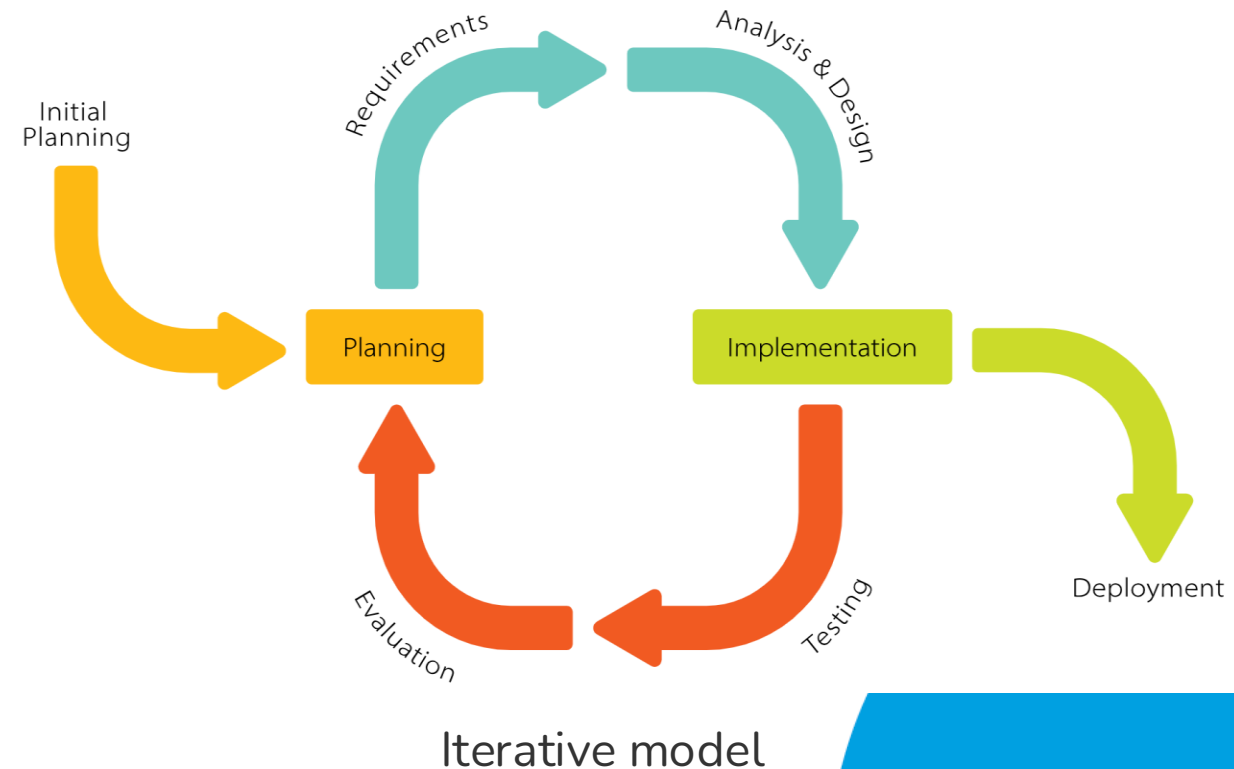 Requirements
Analysis & Design
Initial
Planning
Planning
Implementation
Deployment
Evaluation
Testing
Iterative model